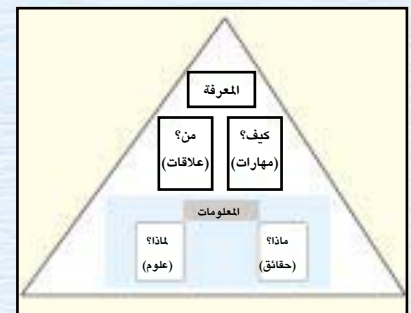 المعرفة
كيف؟
(مهارات)
من؟
(علاقات)
المعلومات
ماذا؟
(حقائق)
لماذا؟
(علوم)